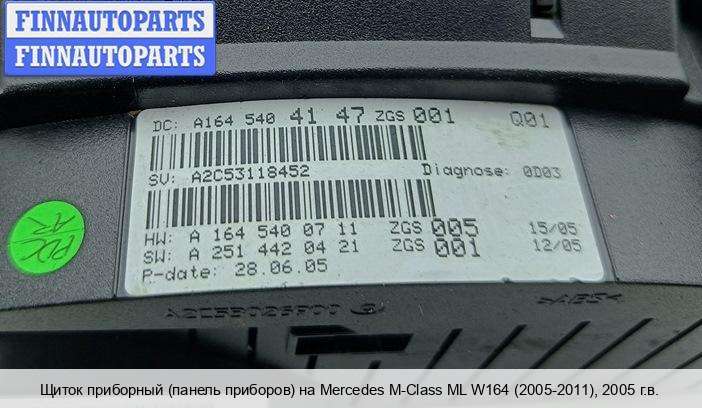 FINNAUTOPARTS
FINNAUTOPARTS
DC: A164 540 41 47 ZGS 001 Q01
SV: A2C53118452 Diagnose: 0D03
HW: A 164 540 07 11 ZGS 005 15/05
SW: A 251 442 04 21 ZGS 001 12/05
P-date: 28.06.05
>ABS<
PDC
Щиток приборный (панель приборов) на Mercedes M-Class ML W164 (2005-2011), 2005 г.в.